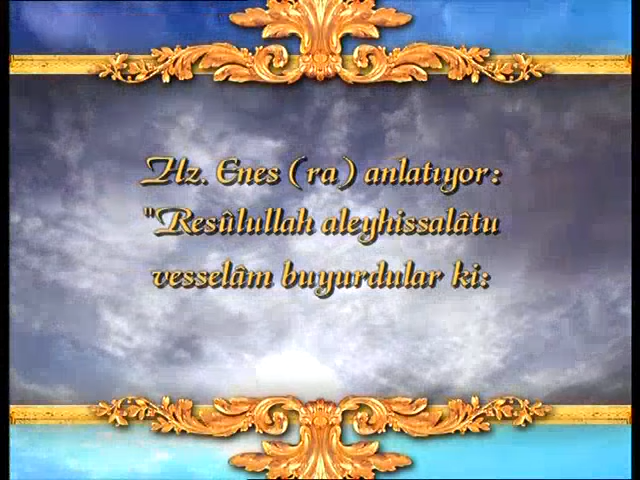 Hz. Enes (ra) anlatıyor:
"Resûlullah aleyhissalâtu
vesselâm buyurdular ki: